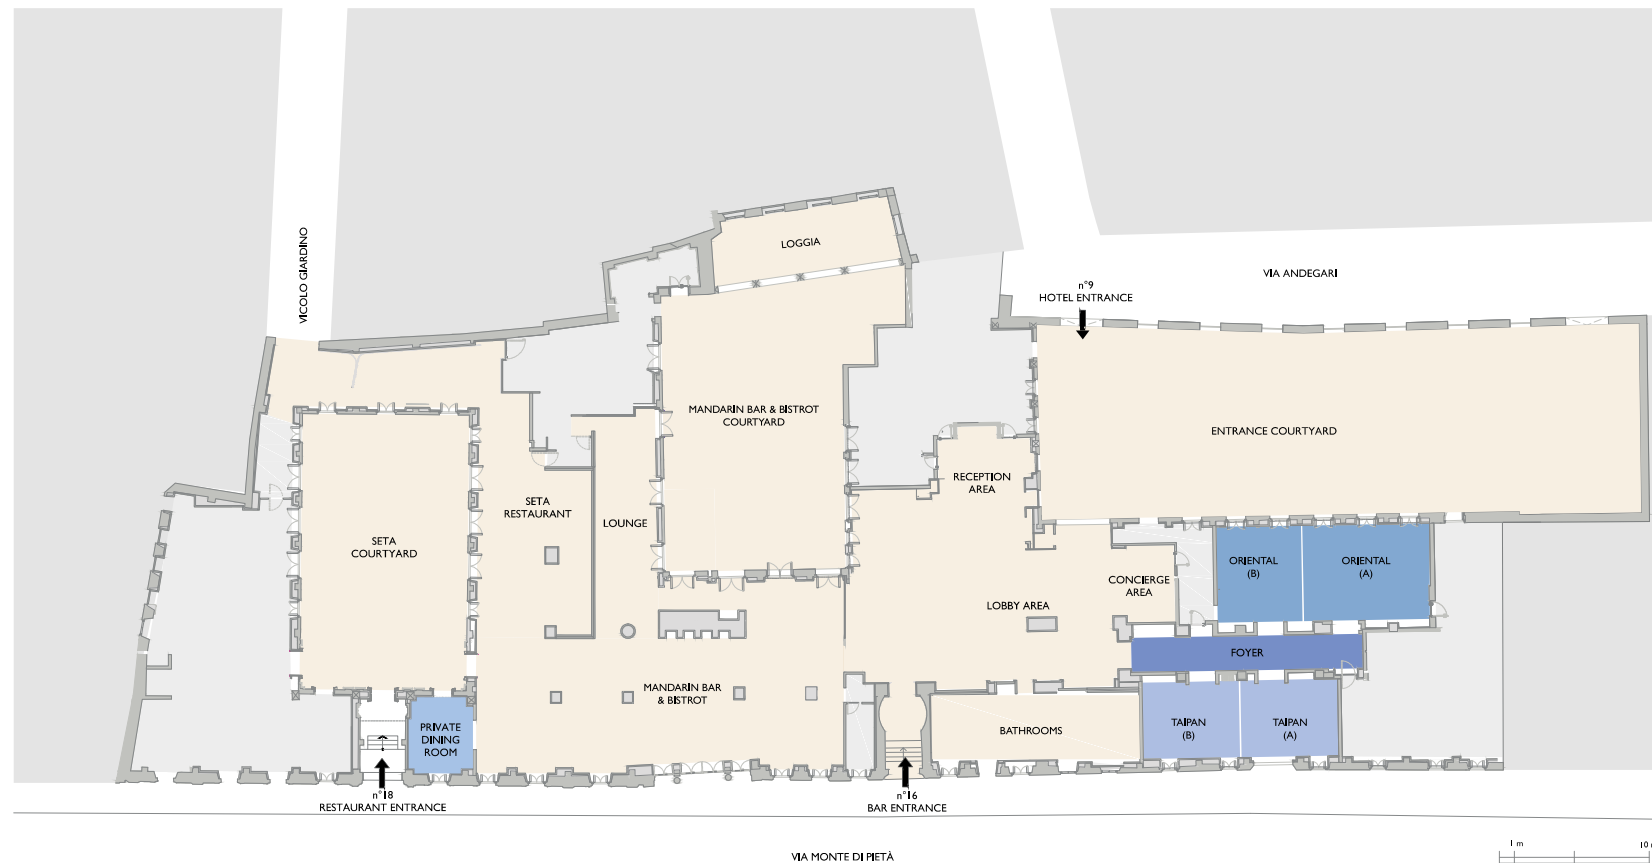 VICOLO GIARDINO
LOGGIA
VIA ANDEGARI
n°9
HOTEL ENTRANCE
MANDARIN BAR & BISTROT
COURTYARD
ENTRANCE COURTYARD
RECEPTION
AREA
SETA
RESTAURANT
LOUNGE
SETA
COURTYARD
ORIENTAL
(B)
ORIENTAL
(A)
CONCIERGE
AREA
LOBBY AREA
FOYER
MANDARIN BAR
& BISTROT
PRIVATE
DINING
ROOM
BATHROOMS
TAIPAN
(B)
TAIPAN
(A)
n°18
RESTAURANT ENTRANCE
n°16
BAR ENTRANCE
VIA MONTE DI PIETÀ
1 m